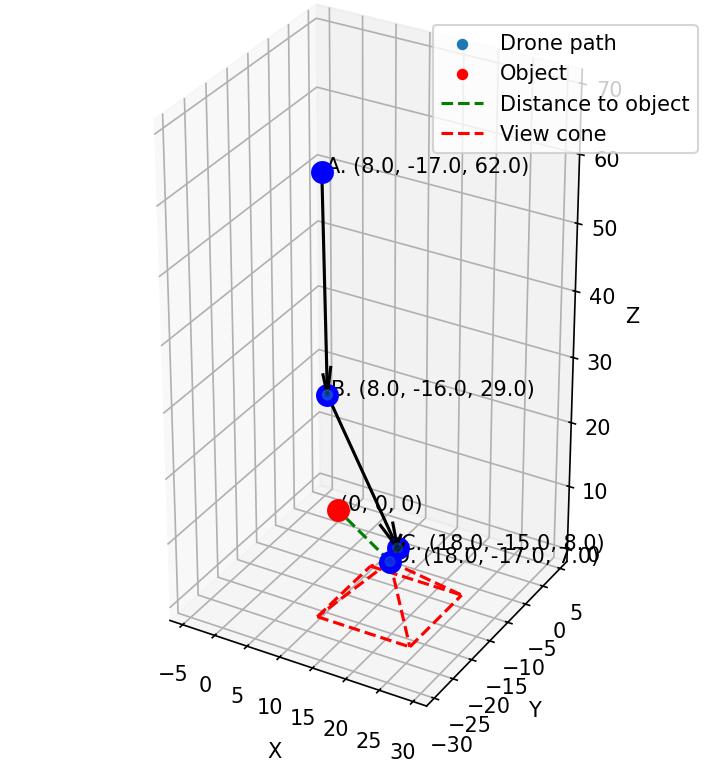 Drone path
Object
Distance to object
View cone
70
60
50
40
30
20
10
0
Z
A. (8.0, -17.0, 62.0)
B. (8.0, -16.0, 29.0)
(0, 0, 0)
C. (18.0, -15.0, 8.0)
D. (18.0, -17.0, 7.0)
−5
0
5
10
15
20
25
30
X
5
0
−5
−10
−15
−20
−25
−30
Y